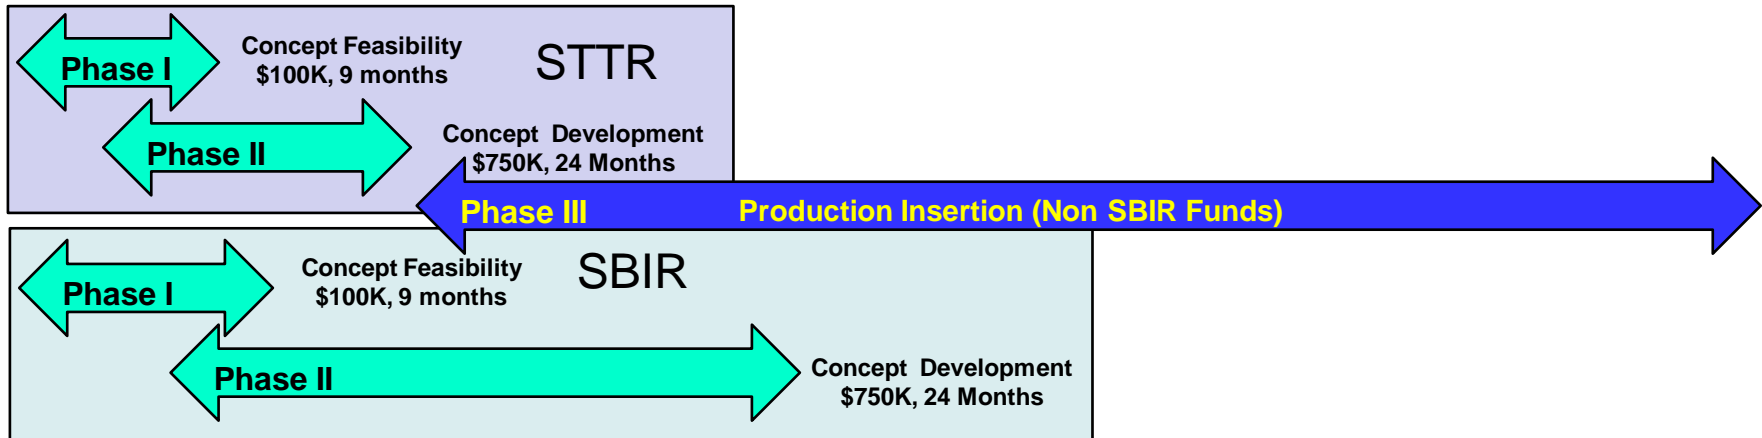 Phase I
Concept Feasibility
$100K, 9 months
STTR
Phase II
Concept Development
$750K, 24 Months
Phase III
Production Insertion (Non SBIR Funds)
Phase I
Concept Feasibility
$100K, 9 months
SBIR
Phase II
Concept Development
$750K, 24 Months